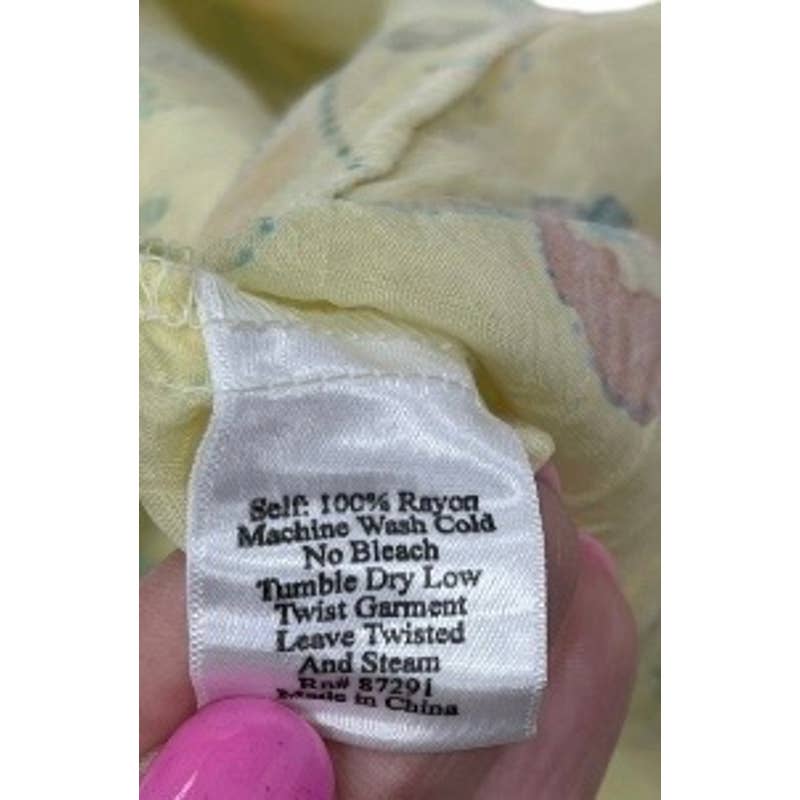 Self: 100% Rayon
Machine Wash Cold
No Bleach
Tumble Dry Low
Twist Garment
Leave Twisted
And Steam
Rn# 87291
Made in China